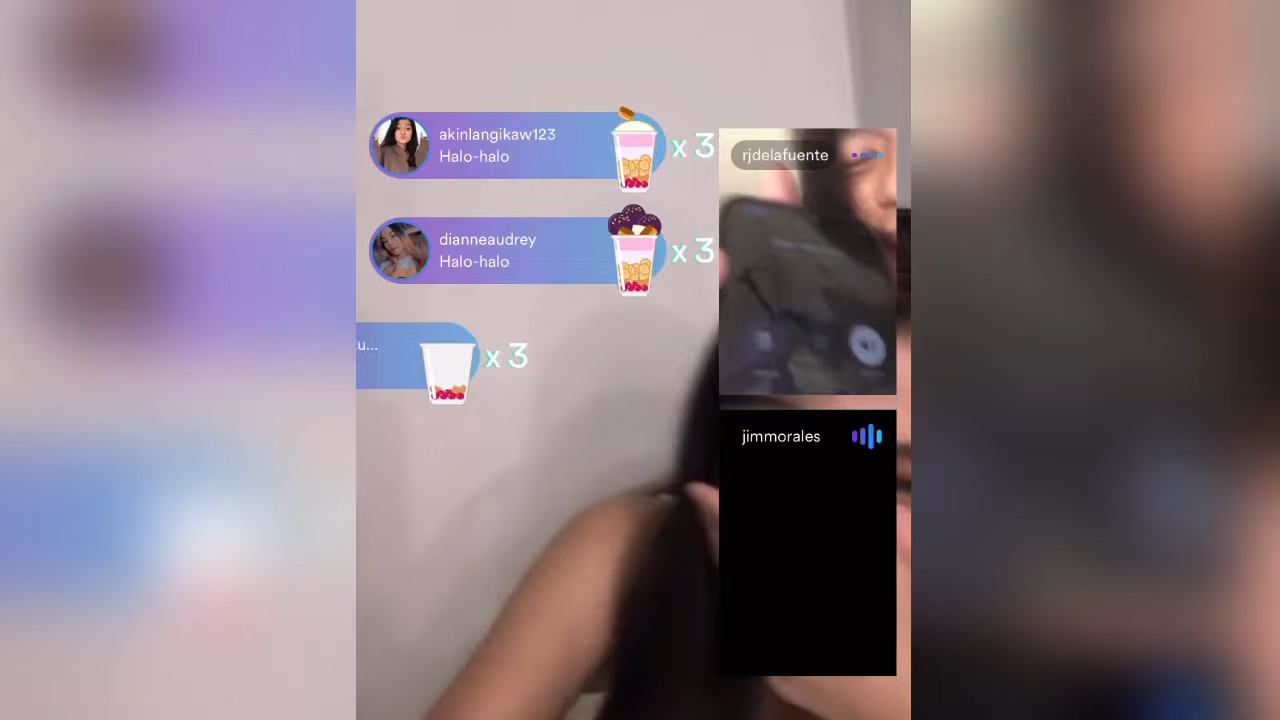 akinlangikaw123
Halo-halo
x 3
rjdelafuente
dianneaudrey
Halo-halo
x 3
u...
x 3
jimmorales